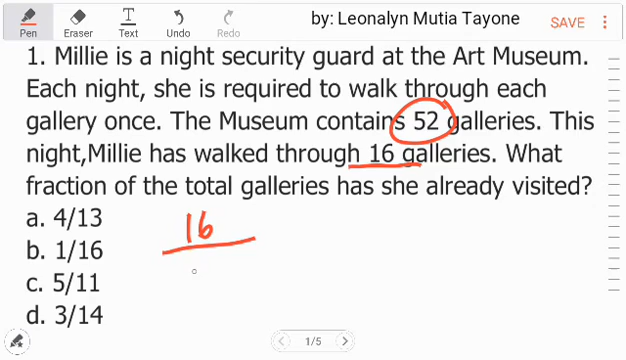 by: Leonalyn Mutia Tayone
SAVE
Pen
Eraser
Text
Undo
Redo
1. Millie is a night security guard at the Art Museum.
Each night, she is required to walk through each
gallery once. The Museum contains 52 galleries. This
night,Millie has walked through 16 galleries. What
fraction of the total galleries has she already visited?
a. 4/13
b. 1/16
c. 5/11
d. 3/14
16
1/5